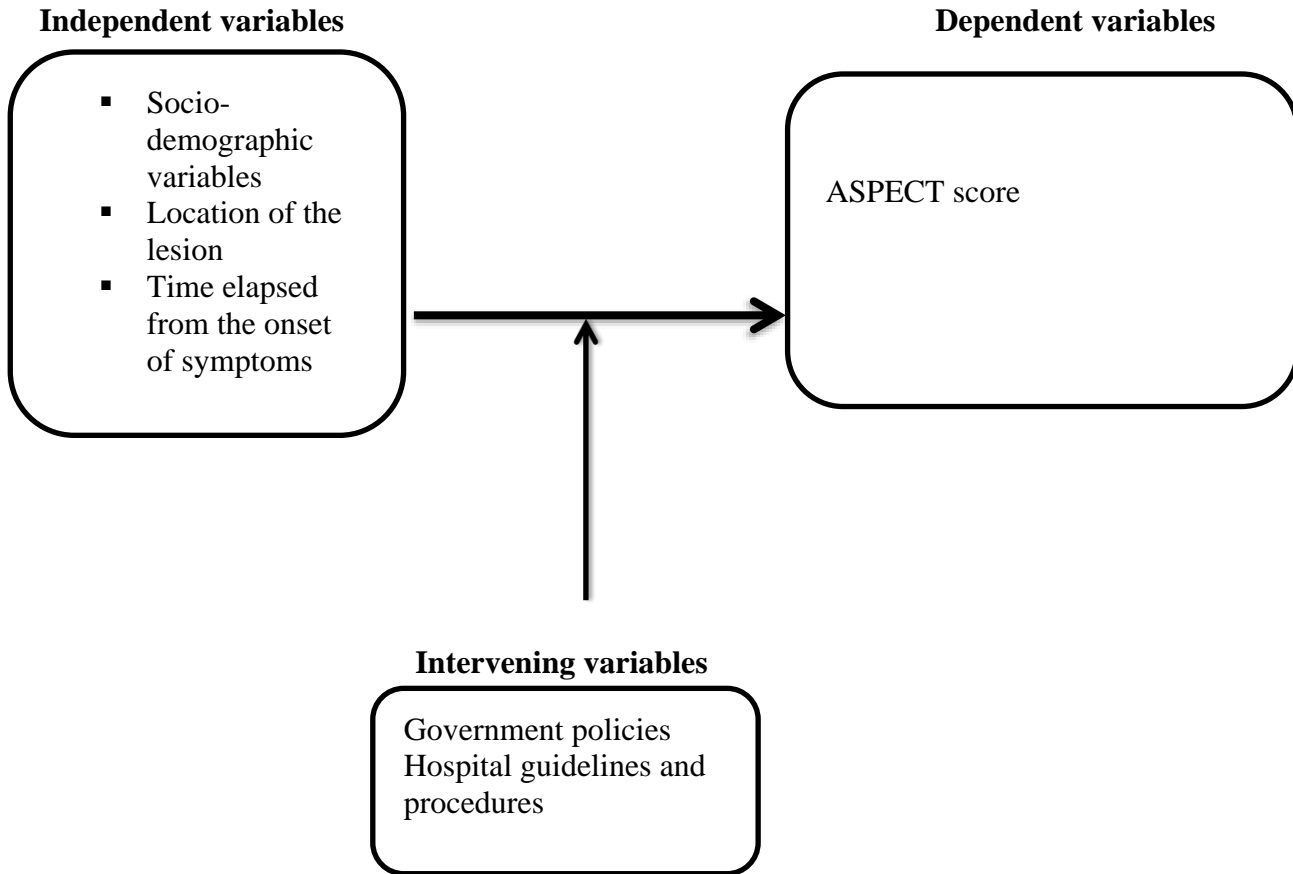 Independent variables
Dependent variables
▪ Socio-
demographic
variables
▪ Location of the
lesion
▪ Time elapsed
from the onset
of symptoms
ASPECT score
Intervening variables
Government policies
Hospital guidelines and
procedures